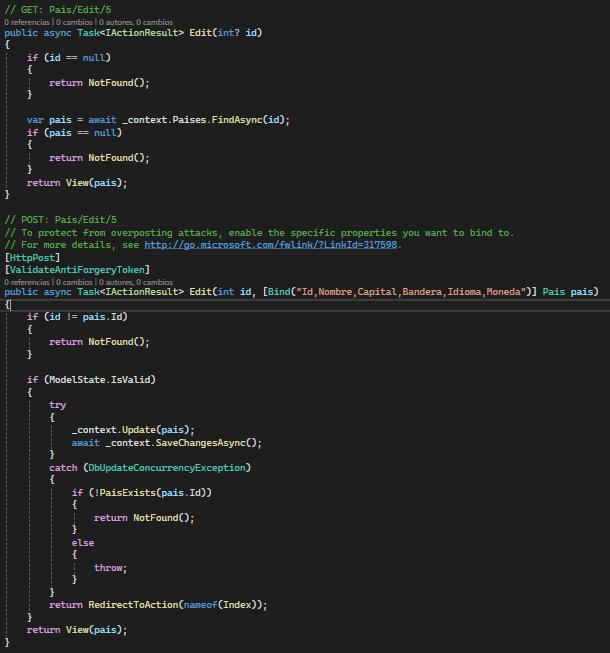 // GET: Pais/Edit/5
0 referencias | 0 cambios | 0 autores, 0 cambios
public async Task<IActionResult> Edit(int? id)
{
    if (id == null)
    {
        return NotFound();
    }

    var pais = await _context.Paises.FindAsync(id);
    if (pais == null)
    {
        return NotFound();
    }
    return View(pais);
}

// POST: Pais/Edit/5
// To protect from overposting attacks, enable the specific properties you want to bind to.
// For more details, see http://go.microsoft.com/fwlink/?LinkId=317598.
[HttpPost]
[ValidateAntiForgeryToken]
0 referencias | 0 cambios | 0 autores, 0 cambios
public async Task<IActionResult> Edit(int id, [Bind("Id,Nombre,Capital,Bandera,Idioma,Moneda")] Pais pais)
{
    if (id != pais.Id)
    {
        return NotFound();
    }

    if (ModelState.IsValid)
    {
        try
        {
            _context.Update(pais);
            await _context.SaveChangesAsync();
        }
        catch (DbUpdateConcurrencyException)
        {
            if (!PaisExists(pais.Id))
            {
                return NotFound();
            }
            else
            {
                throw;
            }
        }
        return RedirectToAction(nameof(Index));
    }
    return View(pais);
}